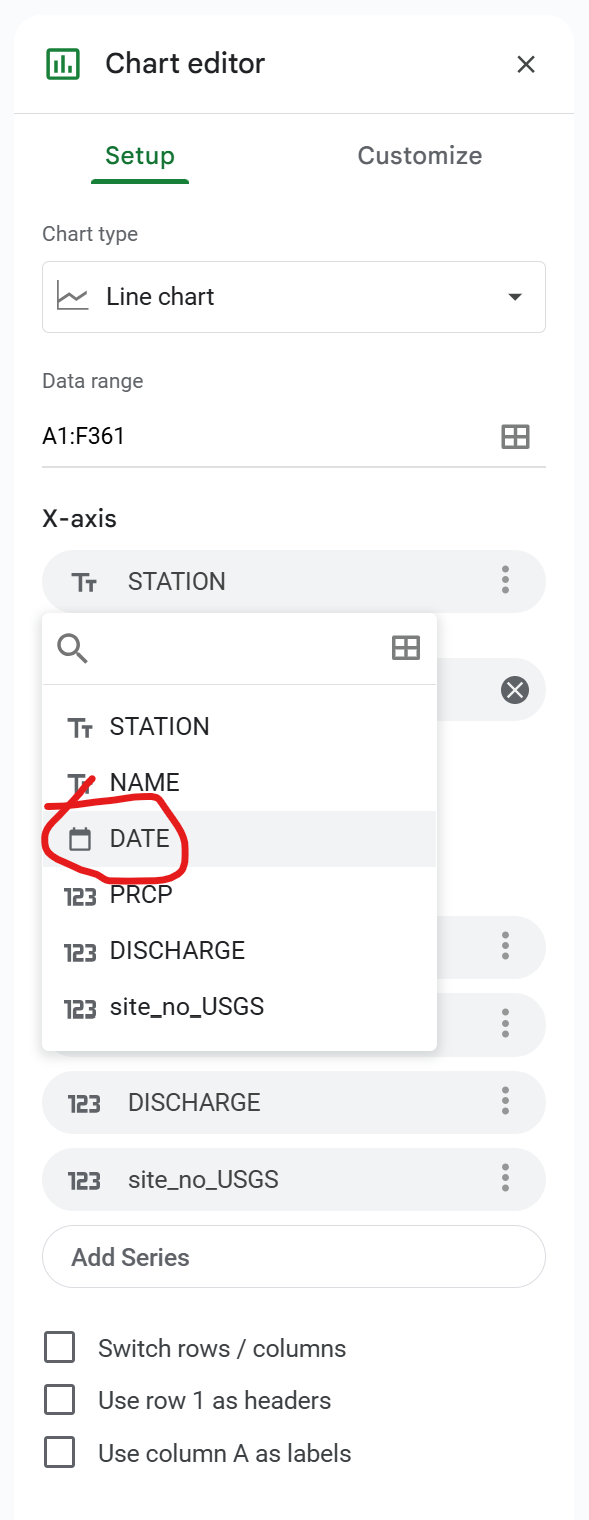 Chart editor
Setup Customize
Chart type
Line chart
Data range
A1:F361
X-axis
STATION
STATION
NAME
DATE
123 PRCP
123 DISCHARGE
123 site_no_USGS
123 DISCHARGE
123 site_no_USGS
Add Series
Switch rows / columns
Use row 1 as headers
Use column A as labels